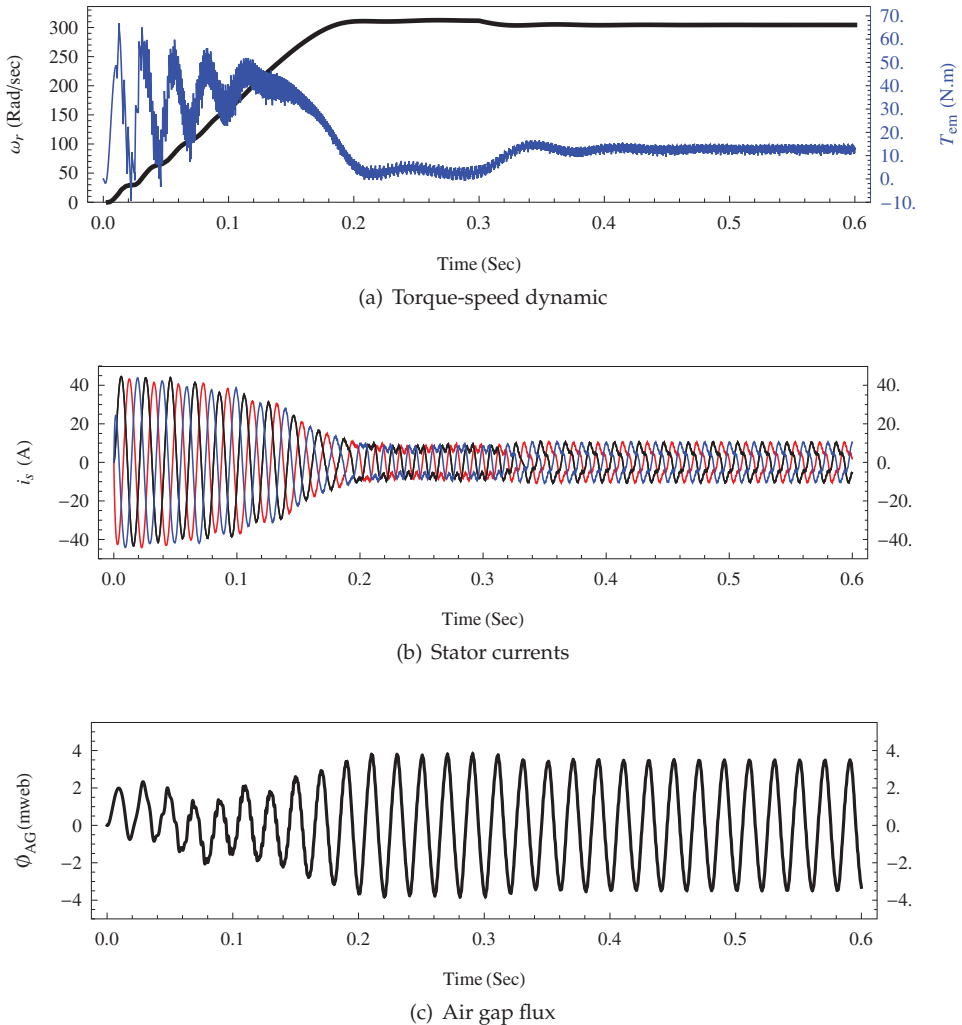 300
250
200
150
100
50
0
ω_r (Rad/sec)
70.
60.
50.
40.
30.
20.
10.
0.
−10.
T_em (N.m)
0.0 0.1 0.2 0.3 0.4 0.5 0.6
Time (Sec)
(a) Torque-speed dynamic
40
20
0
−20
−40
i_s (A)
40.
20.
0.
−20.
−40.
0.0 0.1 0.2 0.3 0.4 0.5 0.6
Time (Sec)
(b) Stator currents
4
2
0
−2
−4
ϕ_AG (mweb)
4.
2.
0.
−2.
−4.
0.0 0.1 0.2 0.3 0.4 0.5 0.6
Time (Sec)
(c) Air gap flux